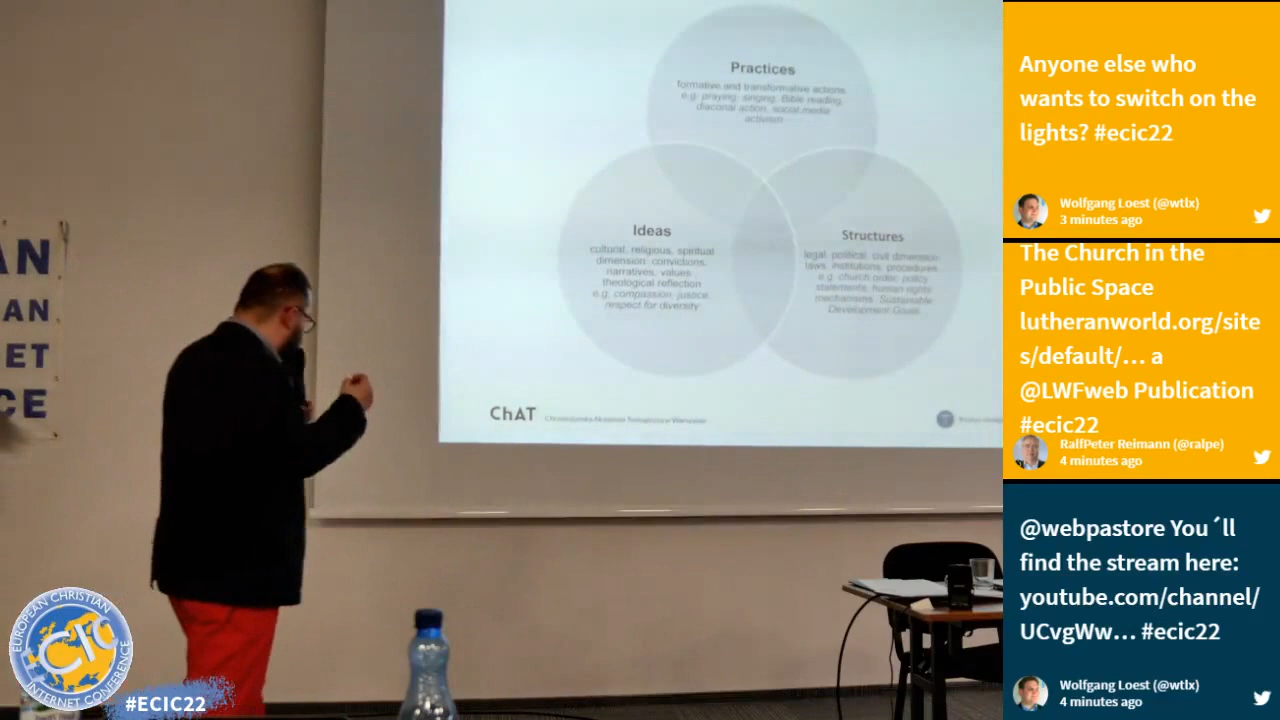 AN
AN
ET
CE
Practices
formative and transformative actions
e.g. praying, singing, Bible reading,
diaconal action, social media
activism
Ideas
cultural, religious, spiritual
dimension: convictions,
narratives, values
theological reflection
e.g. compassion, justice,
respect for diversity
Structures
legal, political, civil dimension:
laws, institutions, procedures
e.g. church order, policy
statements, human rights
mechanisms, Sustainable
Development Goals
ChAT
EUROPEAN CHRISTIAN
INTERNET CONFERENCE
ECIC
#ECIC22
Anyone else who
wants to switch on the
lights? #ecic22
Wolfgang Loest (@wtlx)
3 minutes ago
The Church in the
Public Space
lutheranworld.org/site
s/default/… a
@LWFweb Publication
#ecic22
RalfPeter Reimann (@ralpe)
4 minutes ago
@webpastore You´ll
find the stream here:
youtube.com/channel/
UCvgWw… #ecic22
Wolfgang Loest (@wtlx)
4 minutes ago